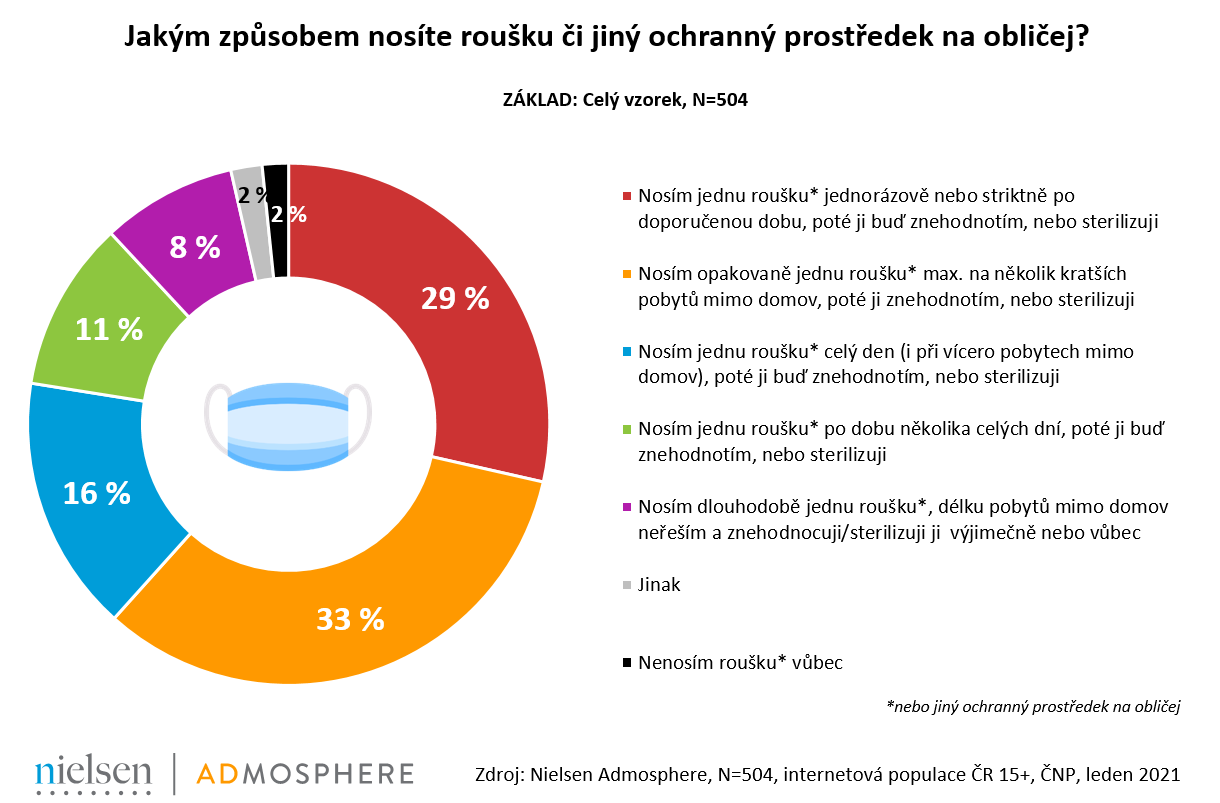 Jakým způsobem nosíte roušku či jiný ochranný prostředek na obličej?
ZÁKLAD: Celý vzorek, N=504
29 %
33 %
16 %
11 %
8 %
2 %
2 %
Nosím jednu roušku* jednorázově nebo striktně po
doporučenou dobu, poté ji buď znehodnotím, nebo sterilizuji
Nosím opakovaně jednu roušku* max. na několik kratších
pobytů mimo domov, poté ji znehodnotím, nebo sterilizuji
Nosím jednu roušku* celý den (i při vícero pobytech mimo
domov), poté ji buď znehodnotím, nebo sterilizuji
Nosím jednu roušku* po dobu několika celých dní, poté ji buď
znehodnotím, nebo sterilizuji
Nosím dlouhodobě jednu roušku*, délku pobytů mimo domov
neřeším a znehodnocuji/sterilizuji ji  výjimečně nebo vůbec
Jinak
Nenosím roušku* vůbec
*nebo jiný ochranný prostředek na obličej
nielsen | ADMOSPHERE
Zdroj: Nielsen Admosphere, N=504, internetová populace ČR 15+, ČNP, leden 2021